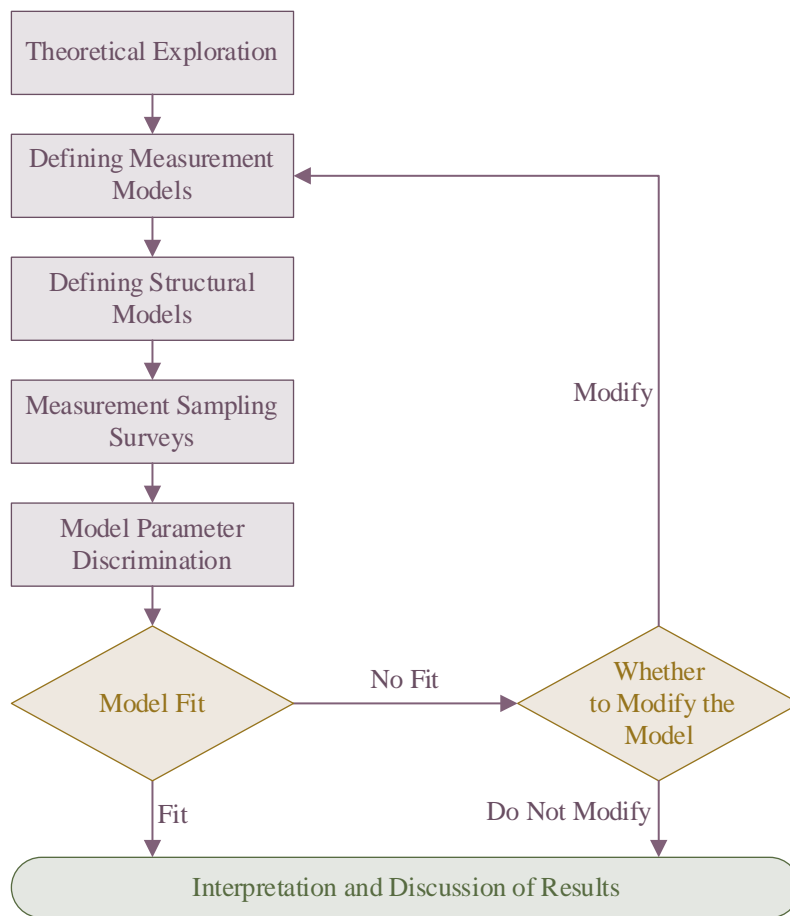 Theoretical Exploration
Defining Measurement
Models
Defining Structural
Models
Modify
Measurement Sampling
Surveys
Model Parameter
Discrimination
Model Fit
No Fit
Whether
to Modify the
Model
Fit
Do Not Modify
Interpretation and Discussion of Results